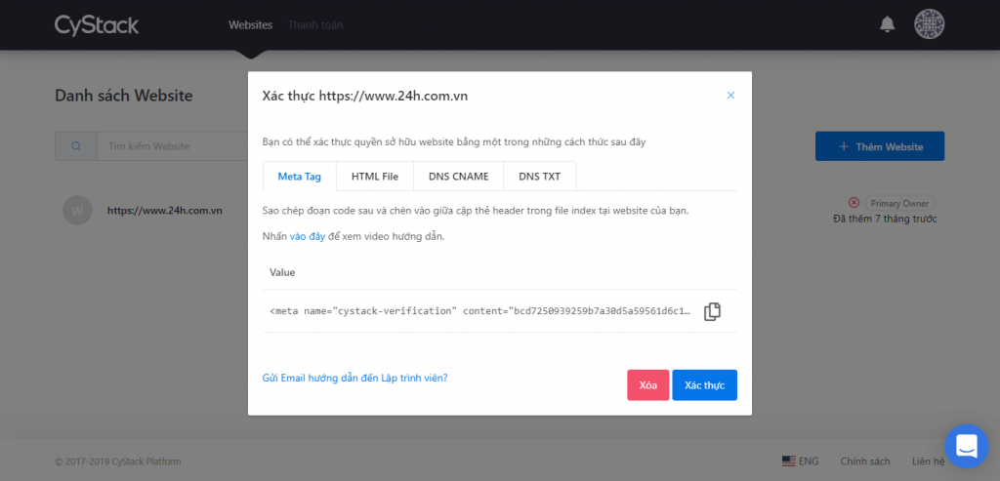 CyStack
Websites
Thanh toán
Danh sách Website
Tìm kiếm Website
Thêm Website
W
https://www.24h.com.vn
Primary Owner
Đã thêm 7 tháng trước
Xác thực https://www.24h.com.vn
Bạn có thể xác thực quyền sở hữu website bằng một trong những cách thức sau đây
Meta Tag
HTML File
DNS CNAME
DNS TXT
Sao chép đoạn code sau và chèn vào giữa cặp thẻ header trong file index tại website của bạn.
Nhấn vào đây để xem video hướng dẫn.
Value
<meta name="cystack-verification" content="bcd7250939259b7a30d5a59561d6c1…
Gửi Email hướng dẫn đến Lập trình viên?
Xóa
Xác thực
© 2017-2019 CyStack Platform
ENG
Chính sách
Liên hệ